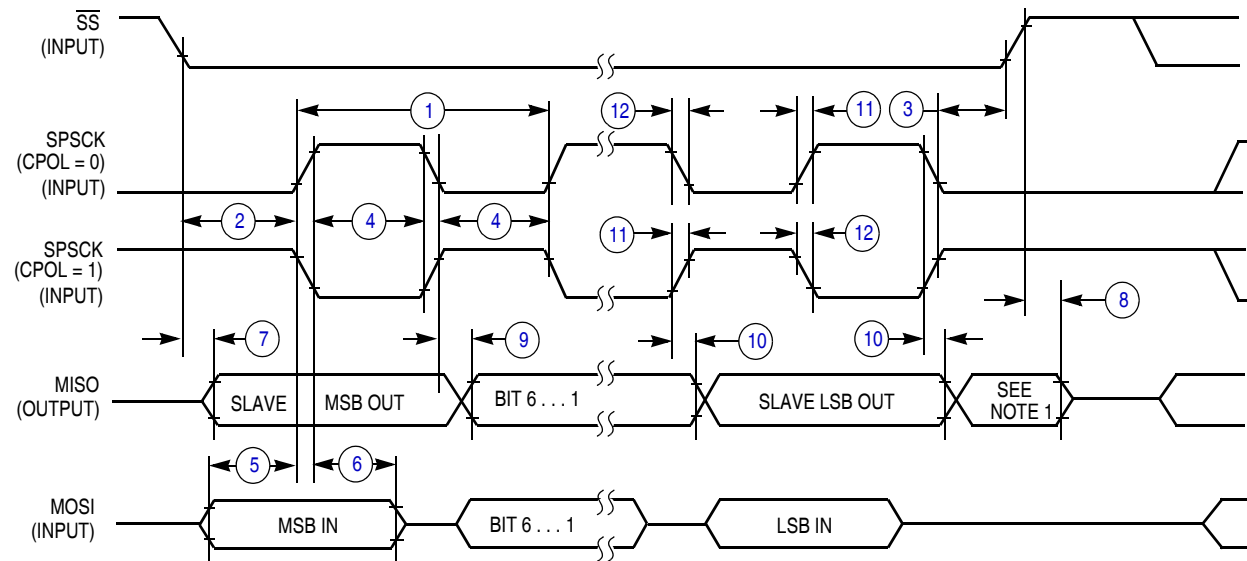 SS
(INPUT)
1
12
11
3
SPSCK
(CPOL = 0)
(INPUT)
2
4
4
SPSCK
(CPOL = 1)
(INPUT)
11
12
8
7
9
10
10
MISO
(OUTPUT)
SLAVE
MSB OUT
BIT 6 . . . 1
SLAVE LSB OUT
SEE
NOTE 1
5
6
MOSI
(INPUT)
MSB IN
BIT 6 . . . 1
LSB IN